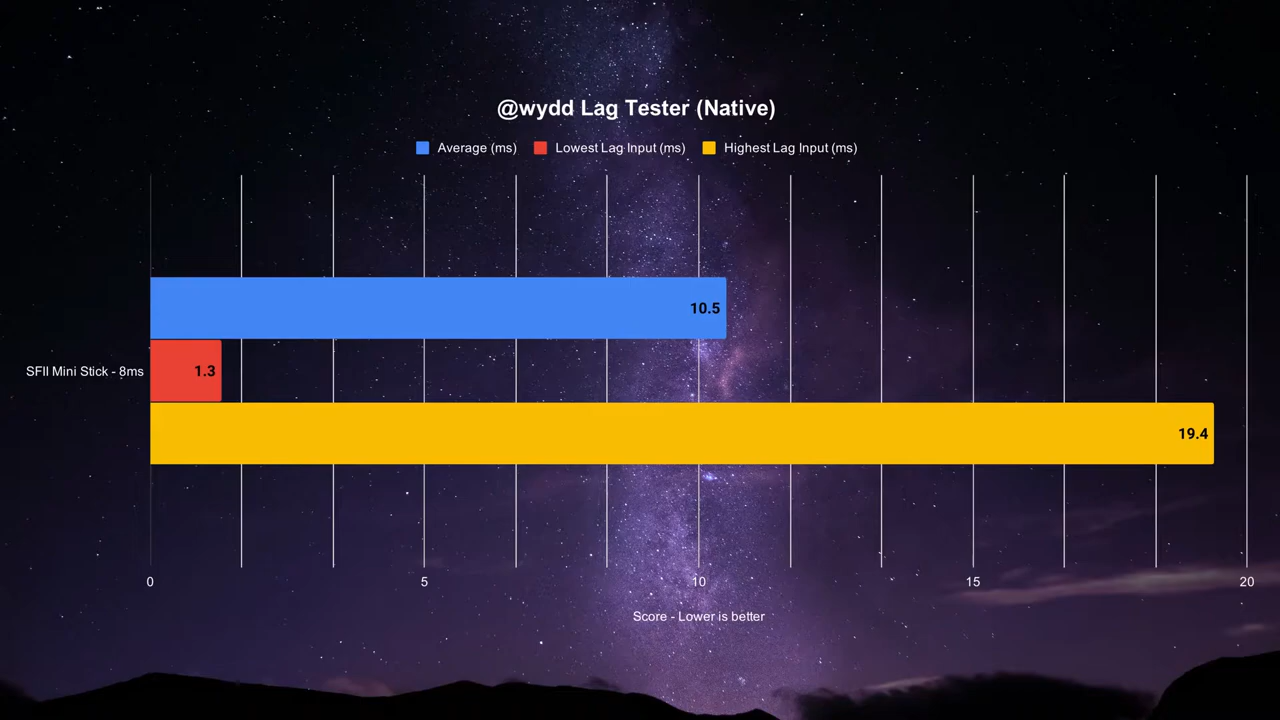 @wydd Lag Tester (Native)
Average (ms) Lowest Lag Input (ms) Highest Lag Input (ms)
10.5
SFII Mini Stick - 8ms 1.3
19.4
0 5 10 15 20
Score - Lower is better